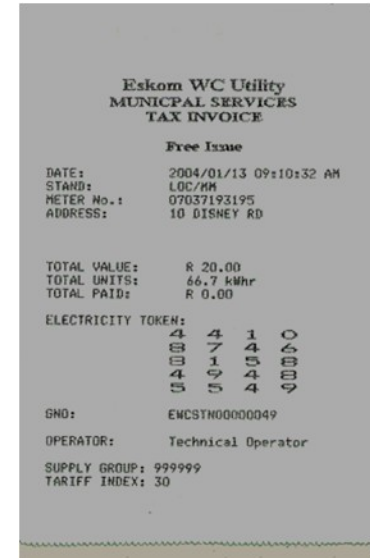 Eskom WC Utility
MUNICPAL SERVICES
TAX INVOICE
Free Issue
DATE: 2004/01/13 09:10:32 AM
STAND: LOC/MM
METER No.: 07037193195
ADDRESS: 10 DISNEY RD
TOTAL VALUE: R 20.00
TOTAL UNITS: 66.7 kWhr
TOTAL PAID: R 0.00
ELECTRICITY TOKEN:
4 4 1 0
8 7 4 6
8 1 5 8
4 9 4 8
5 5 4 9
GNO: EWCSTN00000049
OPERATOR: Technical Operator
SUPPLY GROUP: 999999
TARIFF INDEX: 30